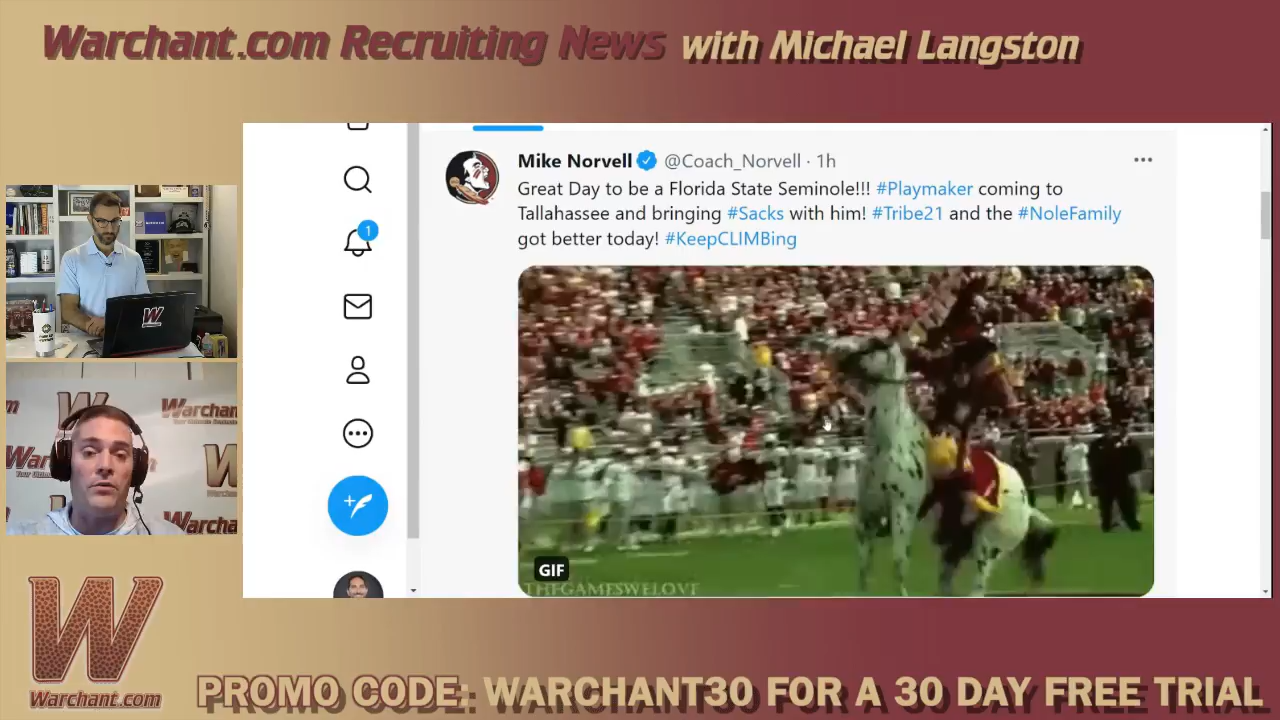 Warchant.com Recruiting News with Michael Langston
Mike Norvell @Coach_Norvell · 1h
Great Day to be a Florida State Seminole!!! #Playmaker coming to
Tallahassee and bringing #Sacks with him! #Tribe21 and the #NoleFamily
got better today! #KeepCLIMBing
1
W
Warchant
GIF
THEGAMESWELOVE
W
Warchant.com
PROMO CODE: WARCHANT30 FOR A 30 DAY FREE TRIAL